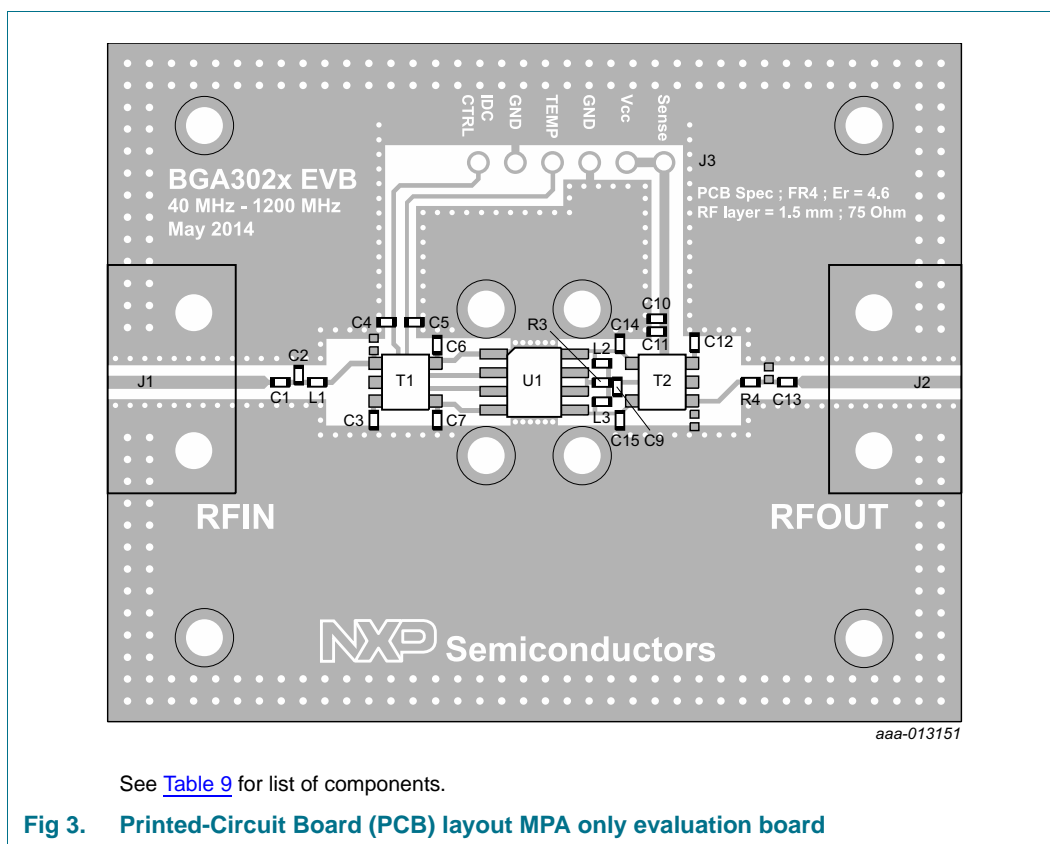 IDC
CTRL
GND
TEMP
GND
Vcc
Sense
J3
BGA302x EVB
40 MHz - 1200 MHz
May 2014
PCB Spec ; FR4 ; Er = 4.6
RF layer = 1.5 mm ; 75 Ohm
C4
C5
C10
R3
C14
C11
C2
C6
L2
C12
J1
T1
U1
T2
J2
C1
L1
R4
C13
C3
C7
L3
C15
C9
RFIN
RFOUT
NXP Semiconductors
aaa-013151
See Table 9 for list of components.
Fig 3. Printed-Circuit Board (PCB) layout MPA only evaluation board